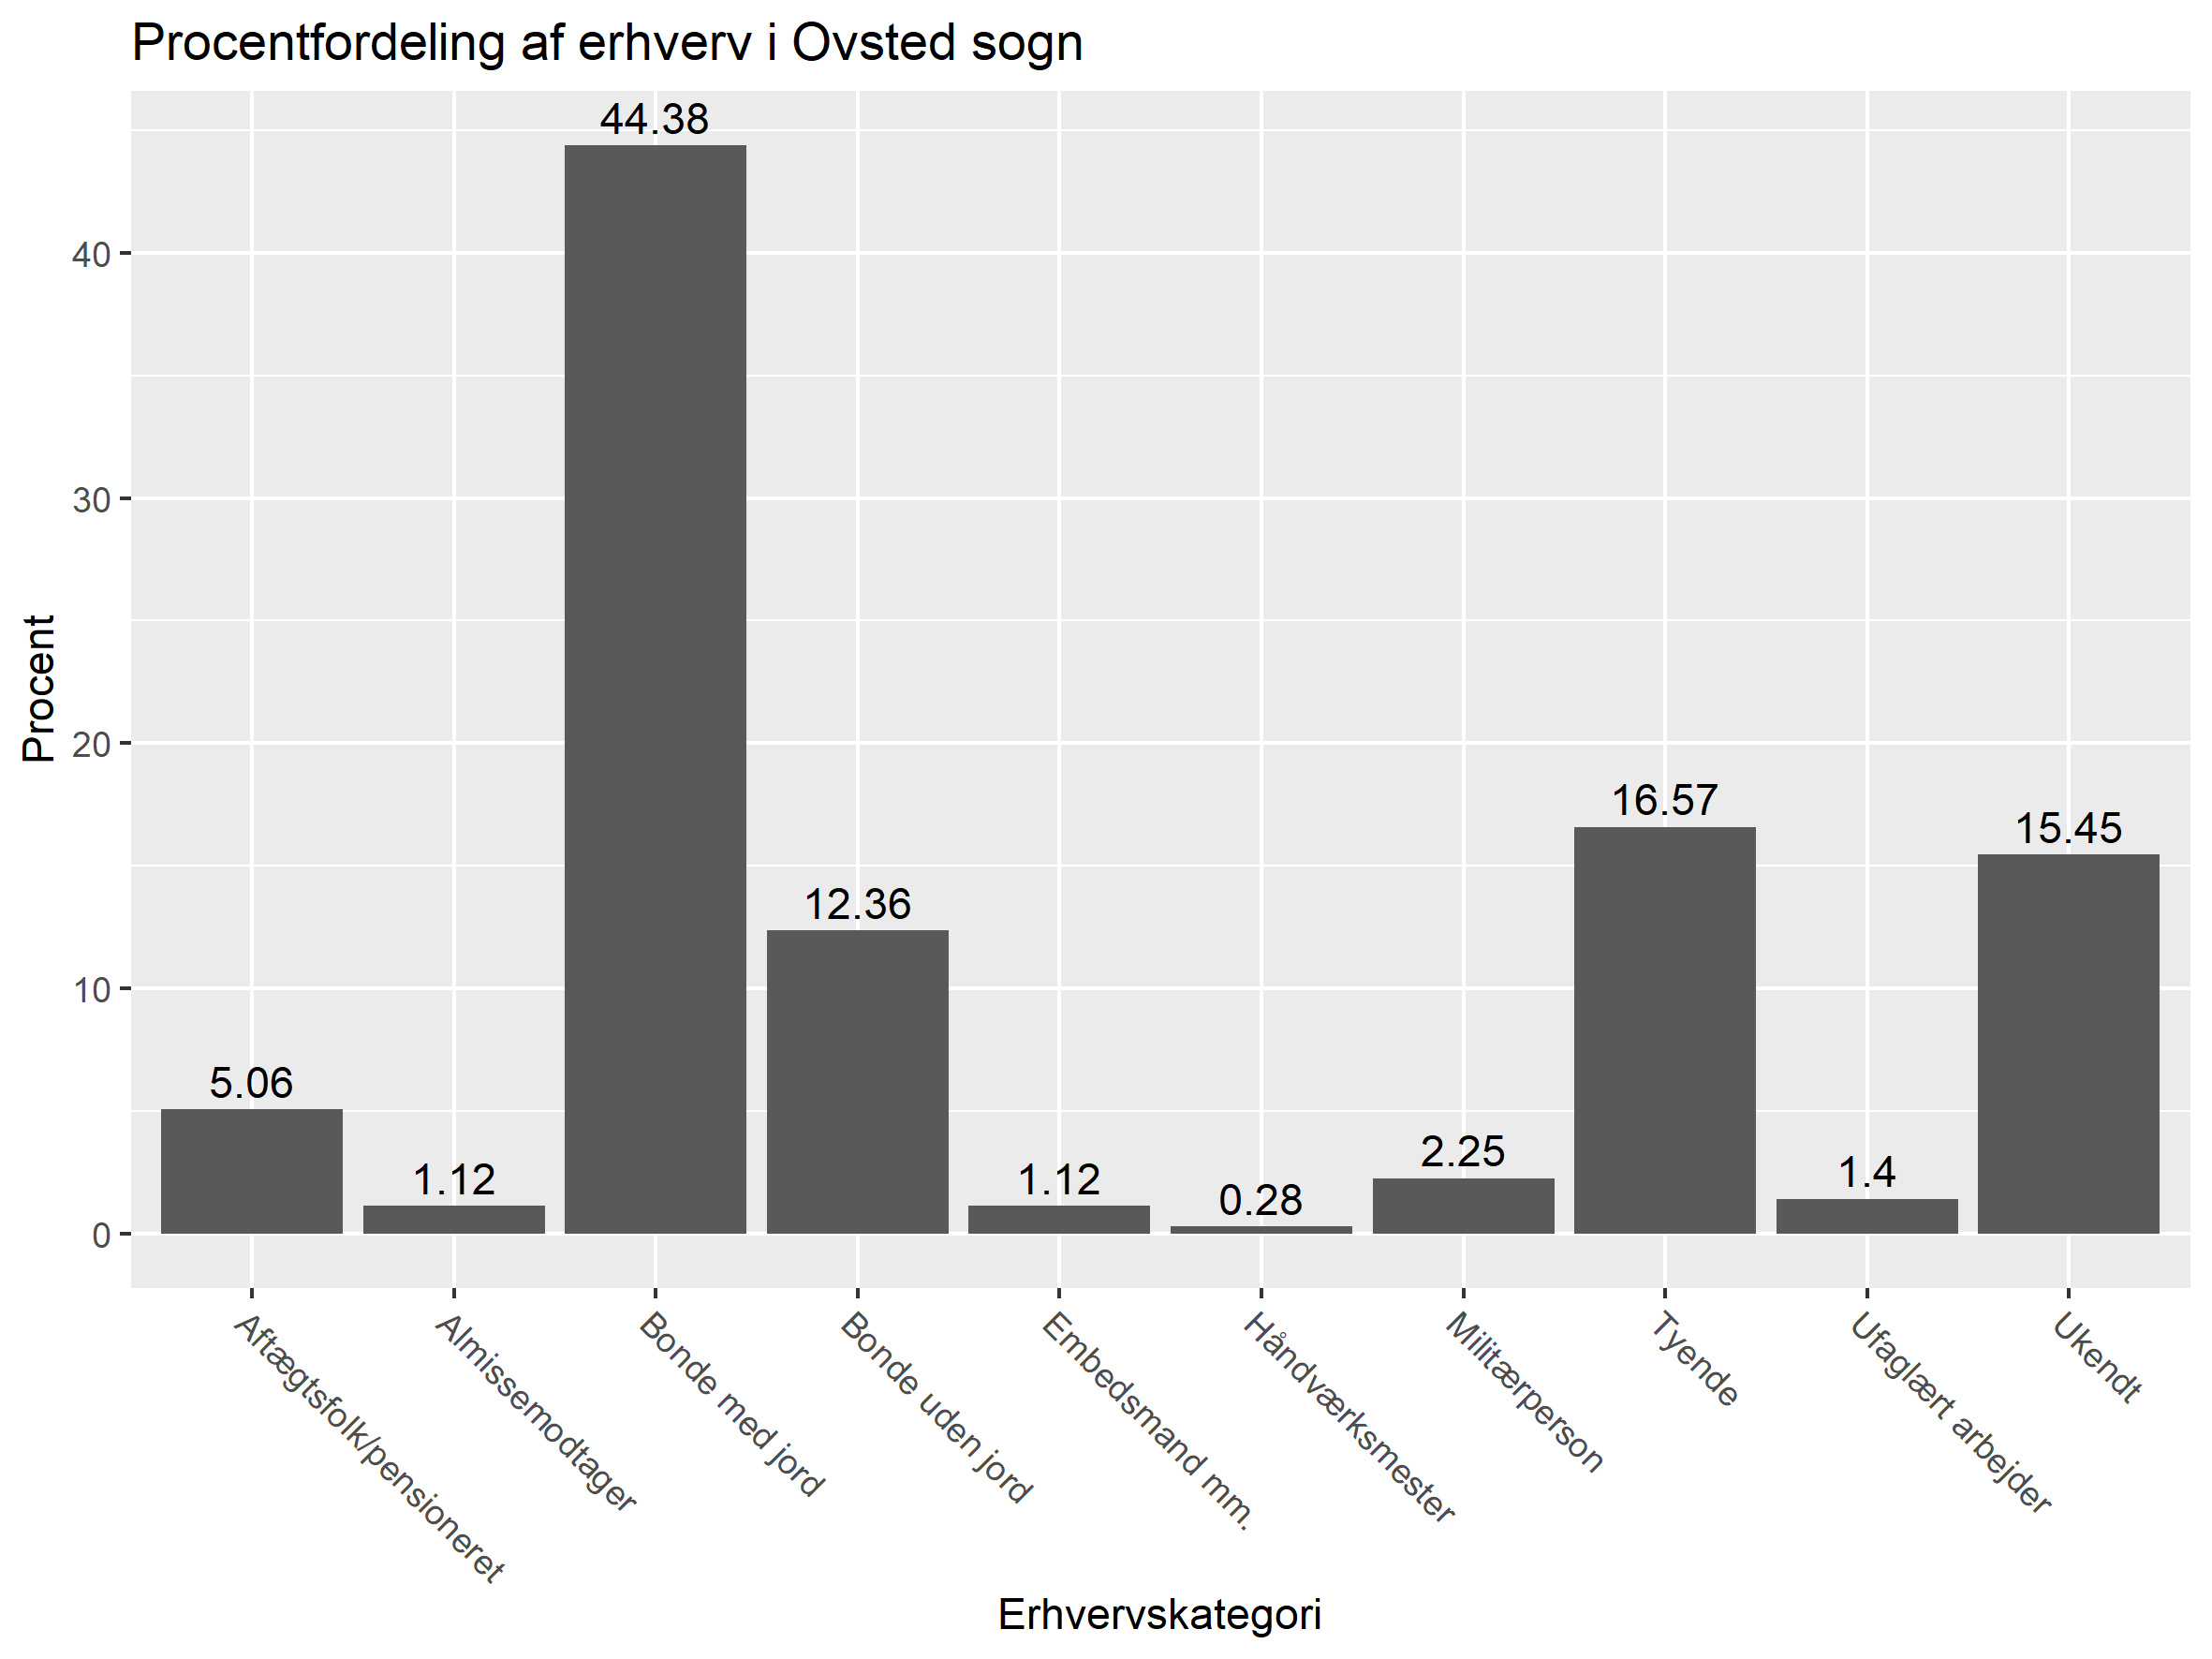 Procentfordeling af erhverv i Ovsted sogn
Procent
40
30
20
10
0
5.06
1.12
44.38
12.36
1.12
0.28
2.25
16.57
1.4
15.45
Aftægtsfolk/pensioneret
Almissemodtager
Bonde med jord
Bonde uden jord
Embedsmand mm.
Håndværksmester
Militærperson
Tyende
Ufaglært arbejder
Ukendt
Erhvervskategori